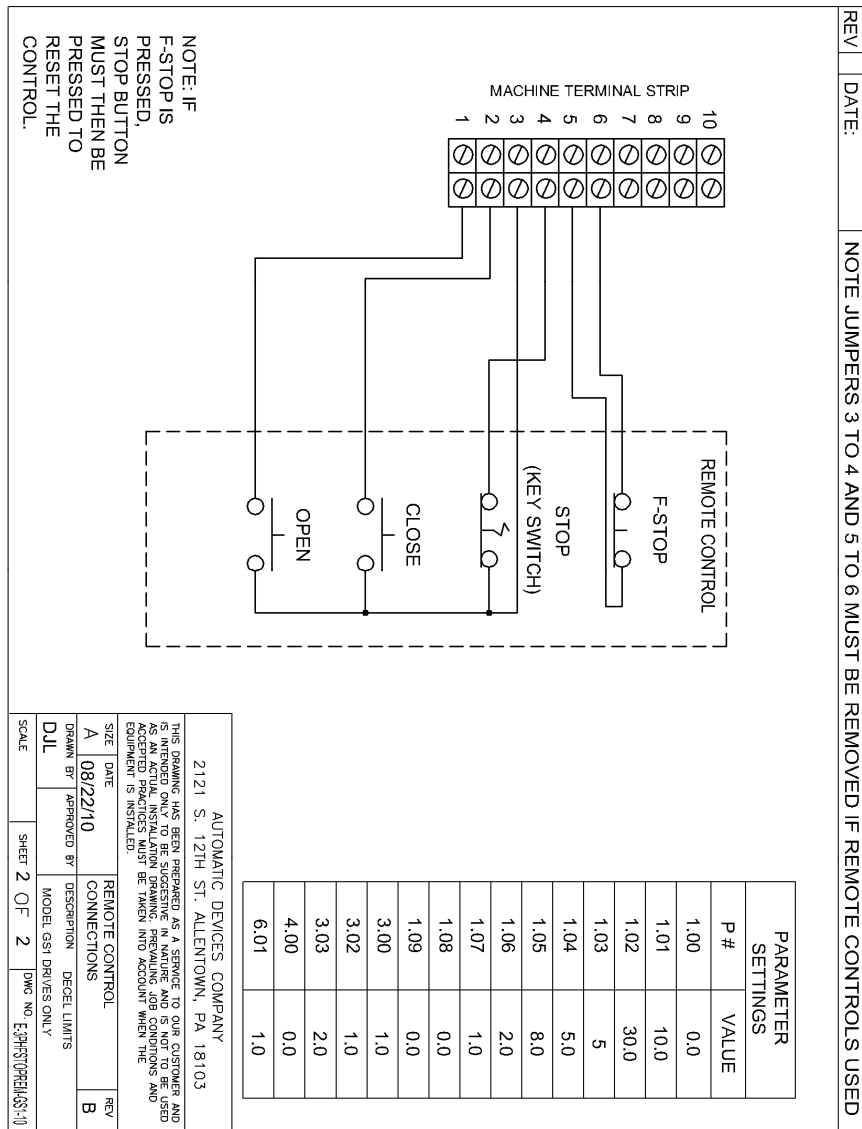 REV
DATE:
NOTE JUMPERS 3 TO 4 AND 5 TO 6 MUST BE REMOVED IF REMOTE CONTROLS USED
MACHINE TERMINAL STRIP
1 2 3 4 5 6 7 8 9 10
REMOTE CONTROL
F-STOP
STOP
(KEY SWITCH)
CLOSE
OPEN
NOTE: IF
F-STOP IS
PRESSED,
STOP BUTTON
MUST THEN BE
PRESSED TO
RESET THE
CONTROL.
PARAMETER
SETTINGS
P # VALUE
1.00 0.0
1.01 10.0
1.02 30.0
1.03 5
1.04 5.0
1.05 8.0
1.06 2.0
1.07 1.0
1.08 0.0
1.09 0.0
3.00 1.0
3.02 1.0
3.03 2.0
4.00 0.0
6.01 1.0
AUTOMATIC DEVICES COMPANY
2121 S. 12TH ST. ALLENTOWN, PA 18103
THIS DRAWING HAS BEEN PREPARED AS A SERVICE TO OUR CUSTOMER AND
IS INTENDED ONLY TO BE SUGGESTIVE IN NATURE AND IS NOT TO BE USED
AS AN ACTUAL INSTALLATION DRAWING. PREVAILING JOB CONDITIONS AND
ACCEPTED PRACTICES MUST BE TAKEN INTO ACCOUNT WHEN THE
EQUIPMENT IS INSTALLED.
SIZE
A
DATE
08/22/10
REMOTE CONTROL
CONNECTIONS
REV
B
DRAWN BY
DJL
APPROVED BY
DESCRIPTION DECEL LIMITS
MODEL GS1 DRIVES ONLY
SCALE
SHEET 2 OF 2
DWG NO. E-3PHFSTOPREM-GS1-10